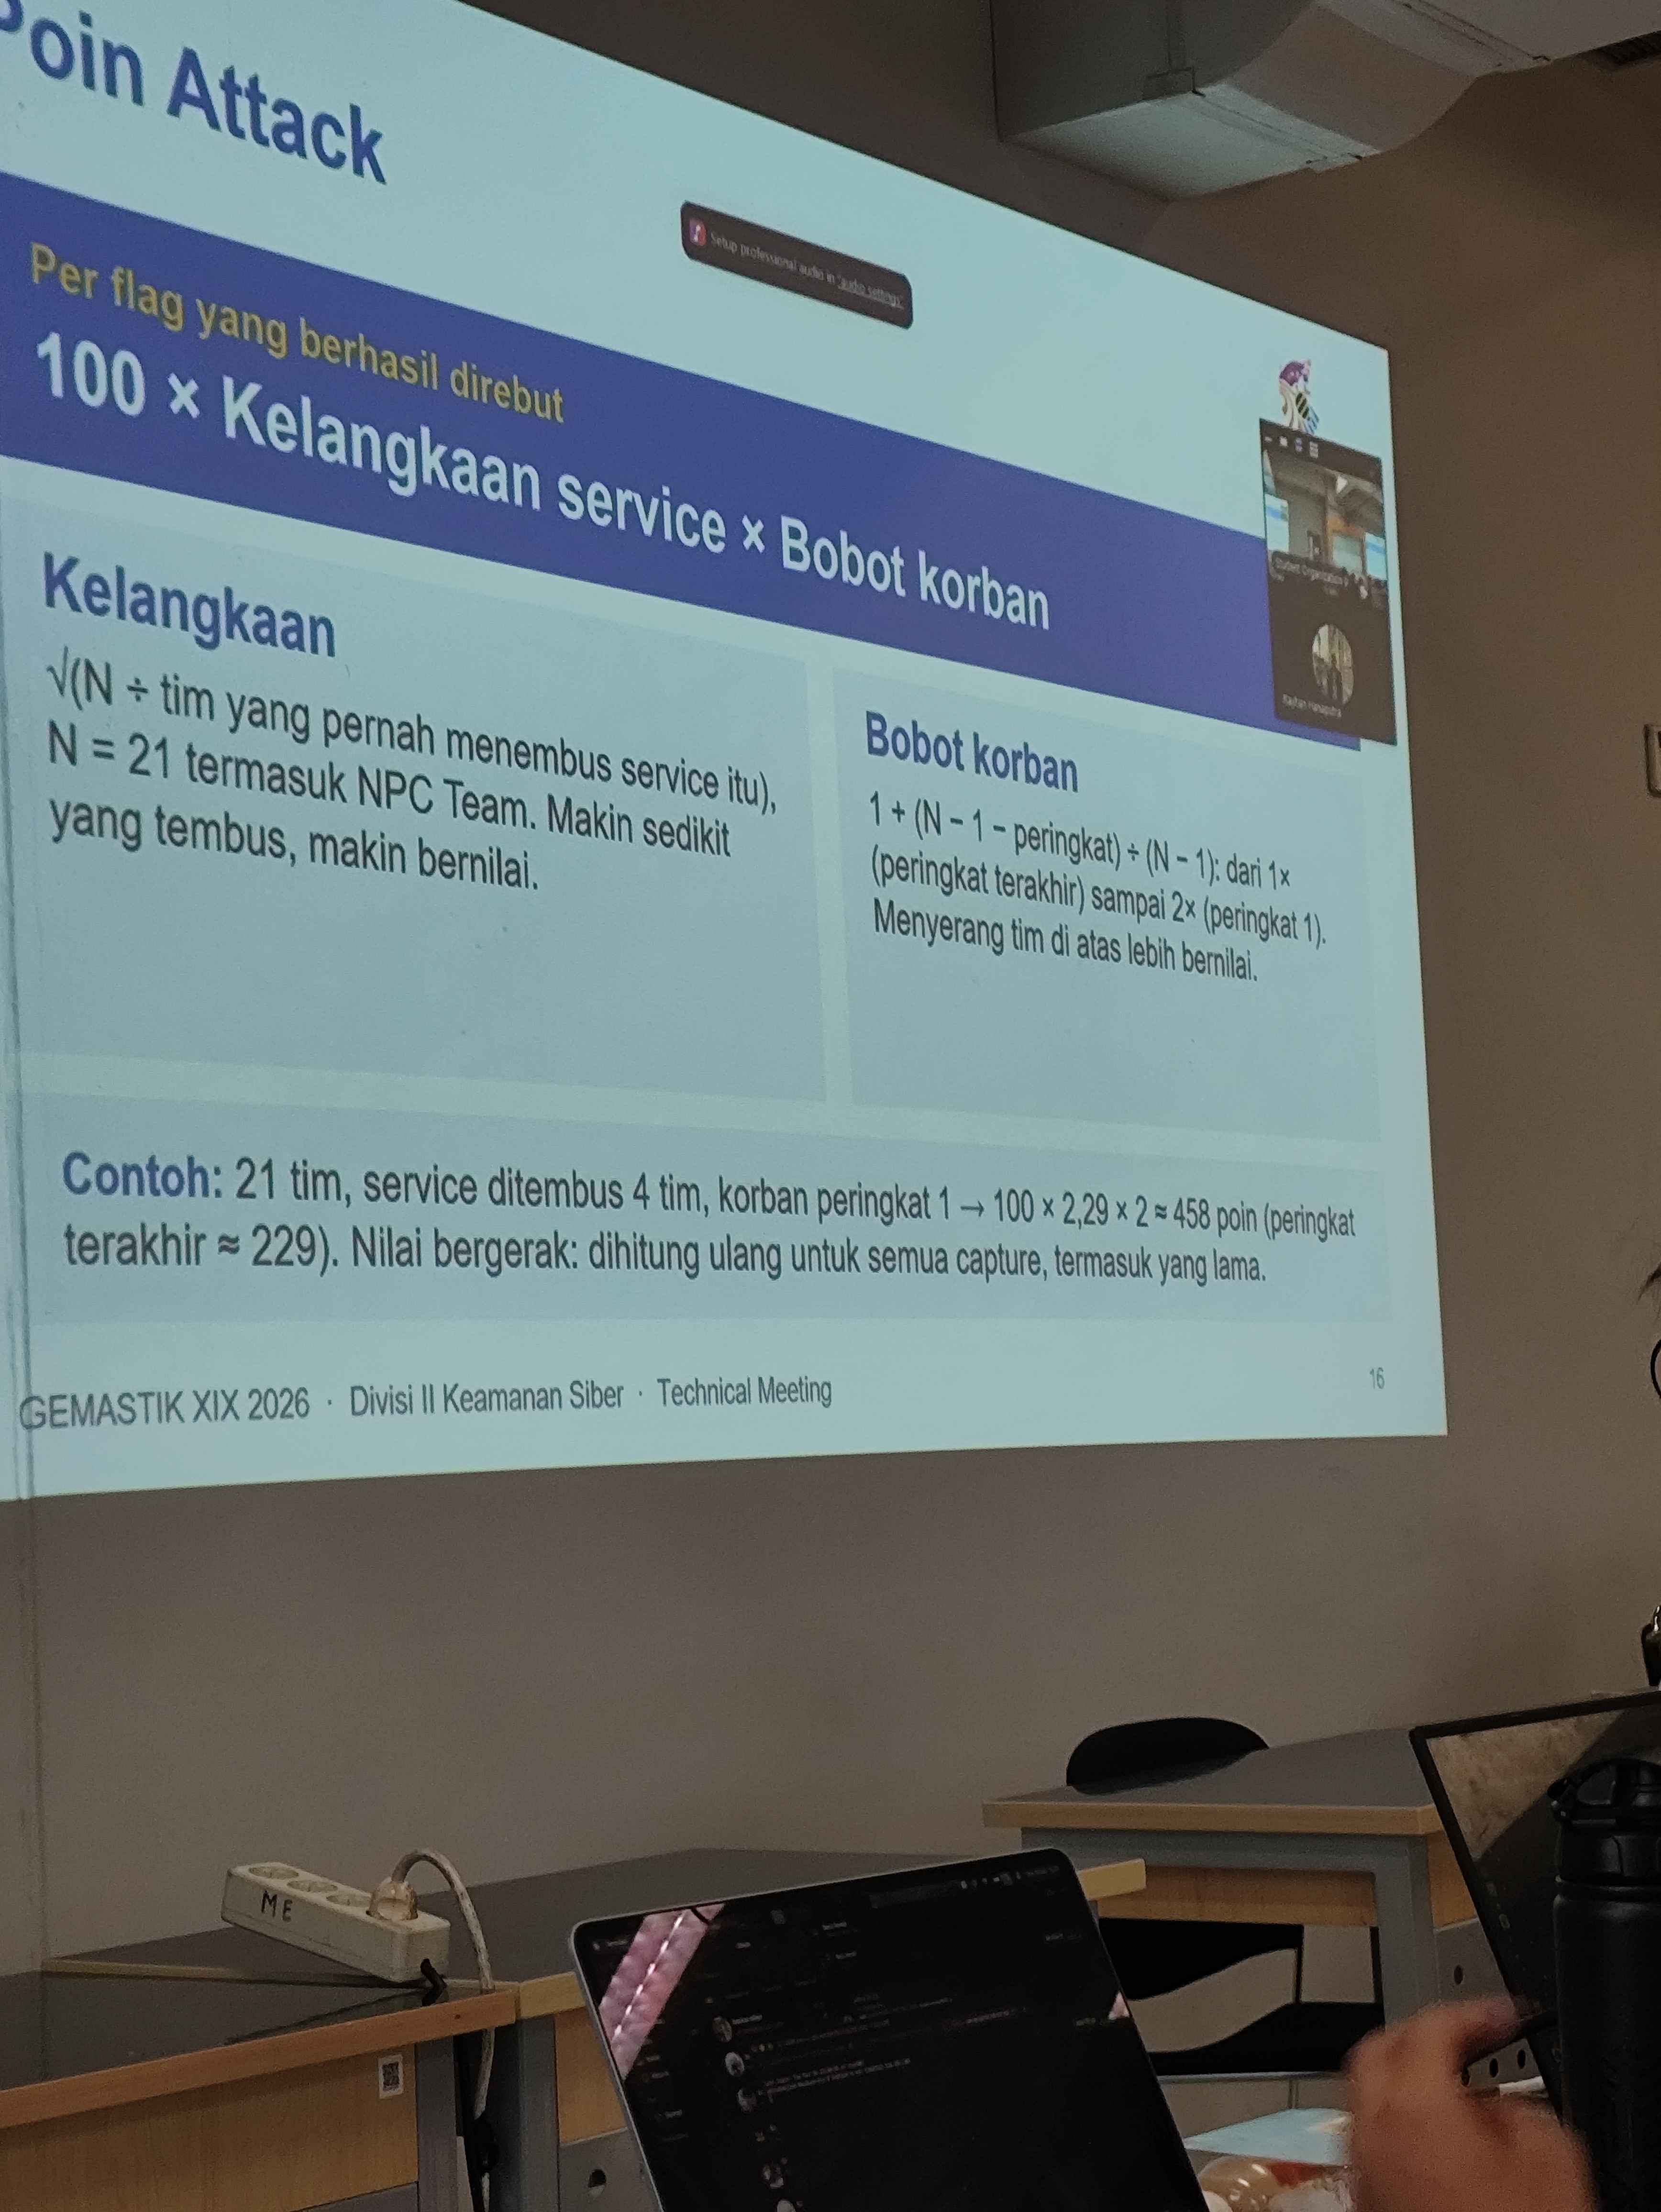 Poin Attack
Setup professional audio in "audio settings"
Per flag yang berhasil direbut
100 × Kelangkaan service × Bobot korban
Kelangkaan
√(N ÷ tim yang pernah menembus service itu),
N = 21 termasuk NPC Team. Makin sedikit
yang tembus, makin bernilai.
Bobot korban
1 + (N − 1 − peringkat) ÷ (N − 1): dari 1×
(peringkat terakhir) sampai 2× (peringkat 1).
Menyerang tim di atas lebih bernilai.
Contoh: 21 tim, service ditembus 4 tim, korban peringkat 1 → 100 × 2,29 × 2 ≈ 458 poin (peringkat
terakhir ≈ 229). Nilai bergerak: dihitung ulang untuk semua capture, termasuk yang lama.
GEMASTIK XIX 2026 · Divisi II Keamanan Siber · Technical Meeting
16
ME